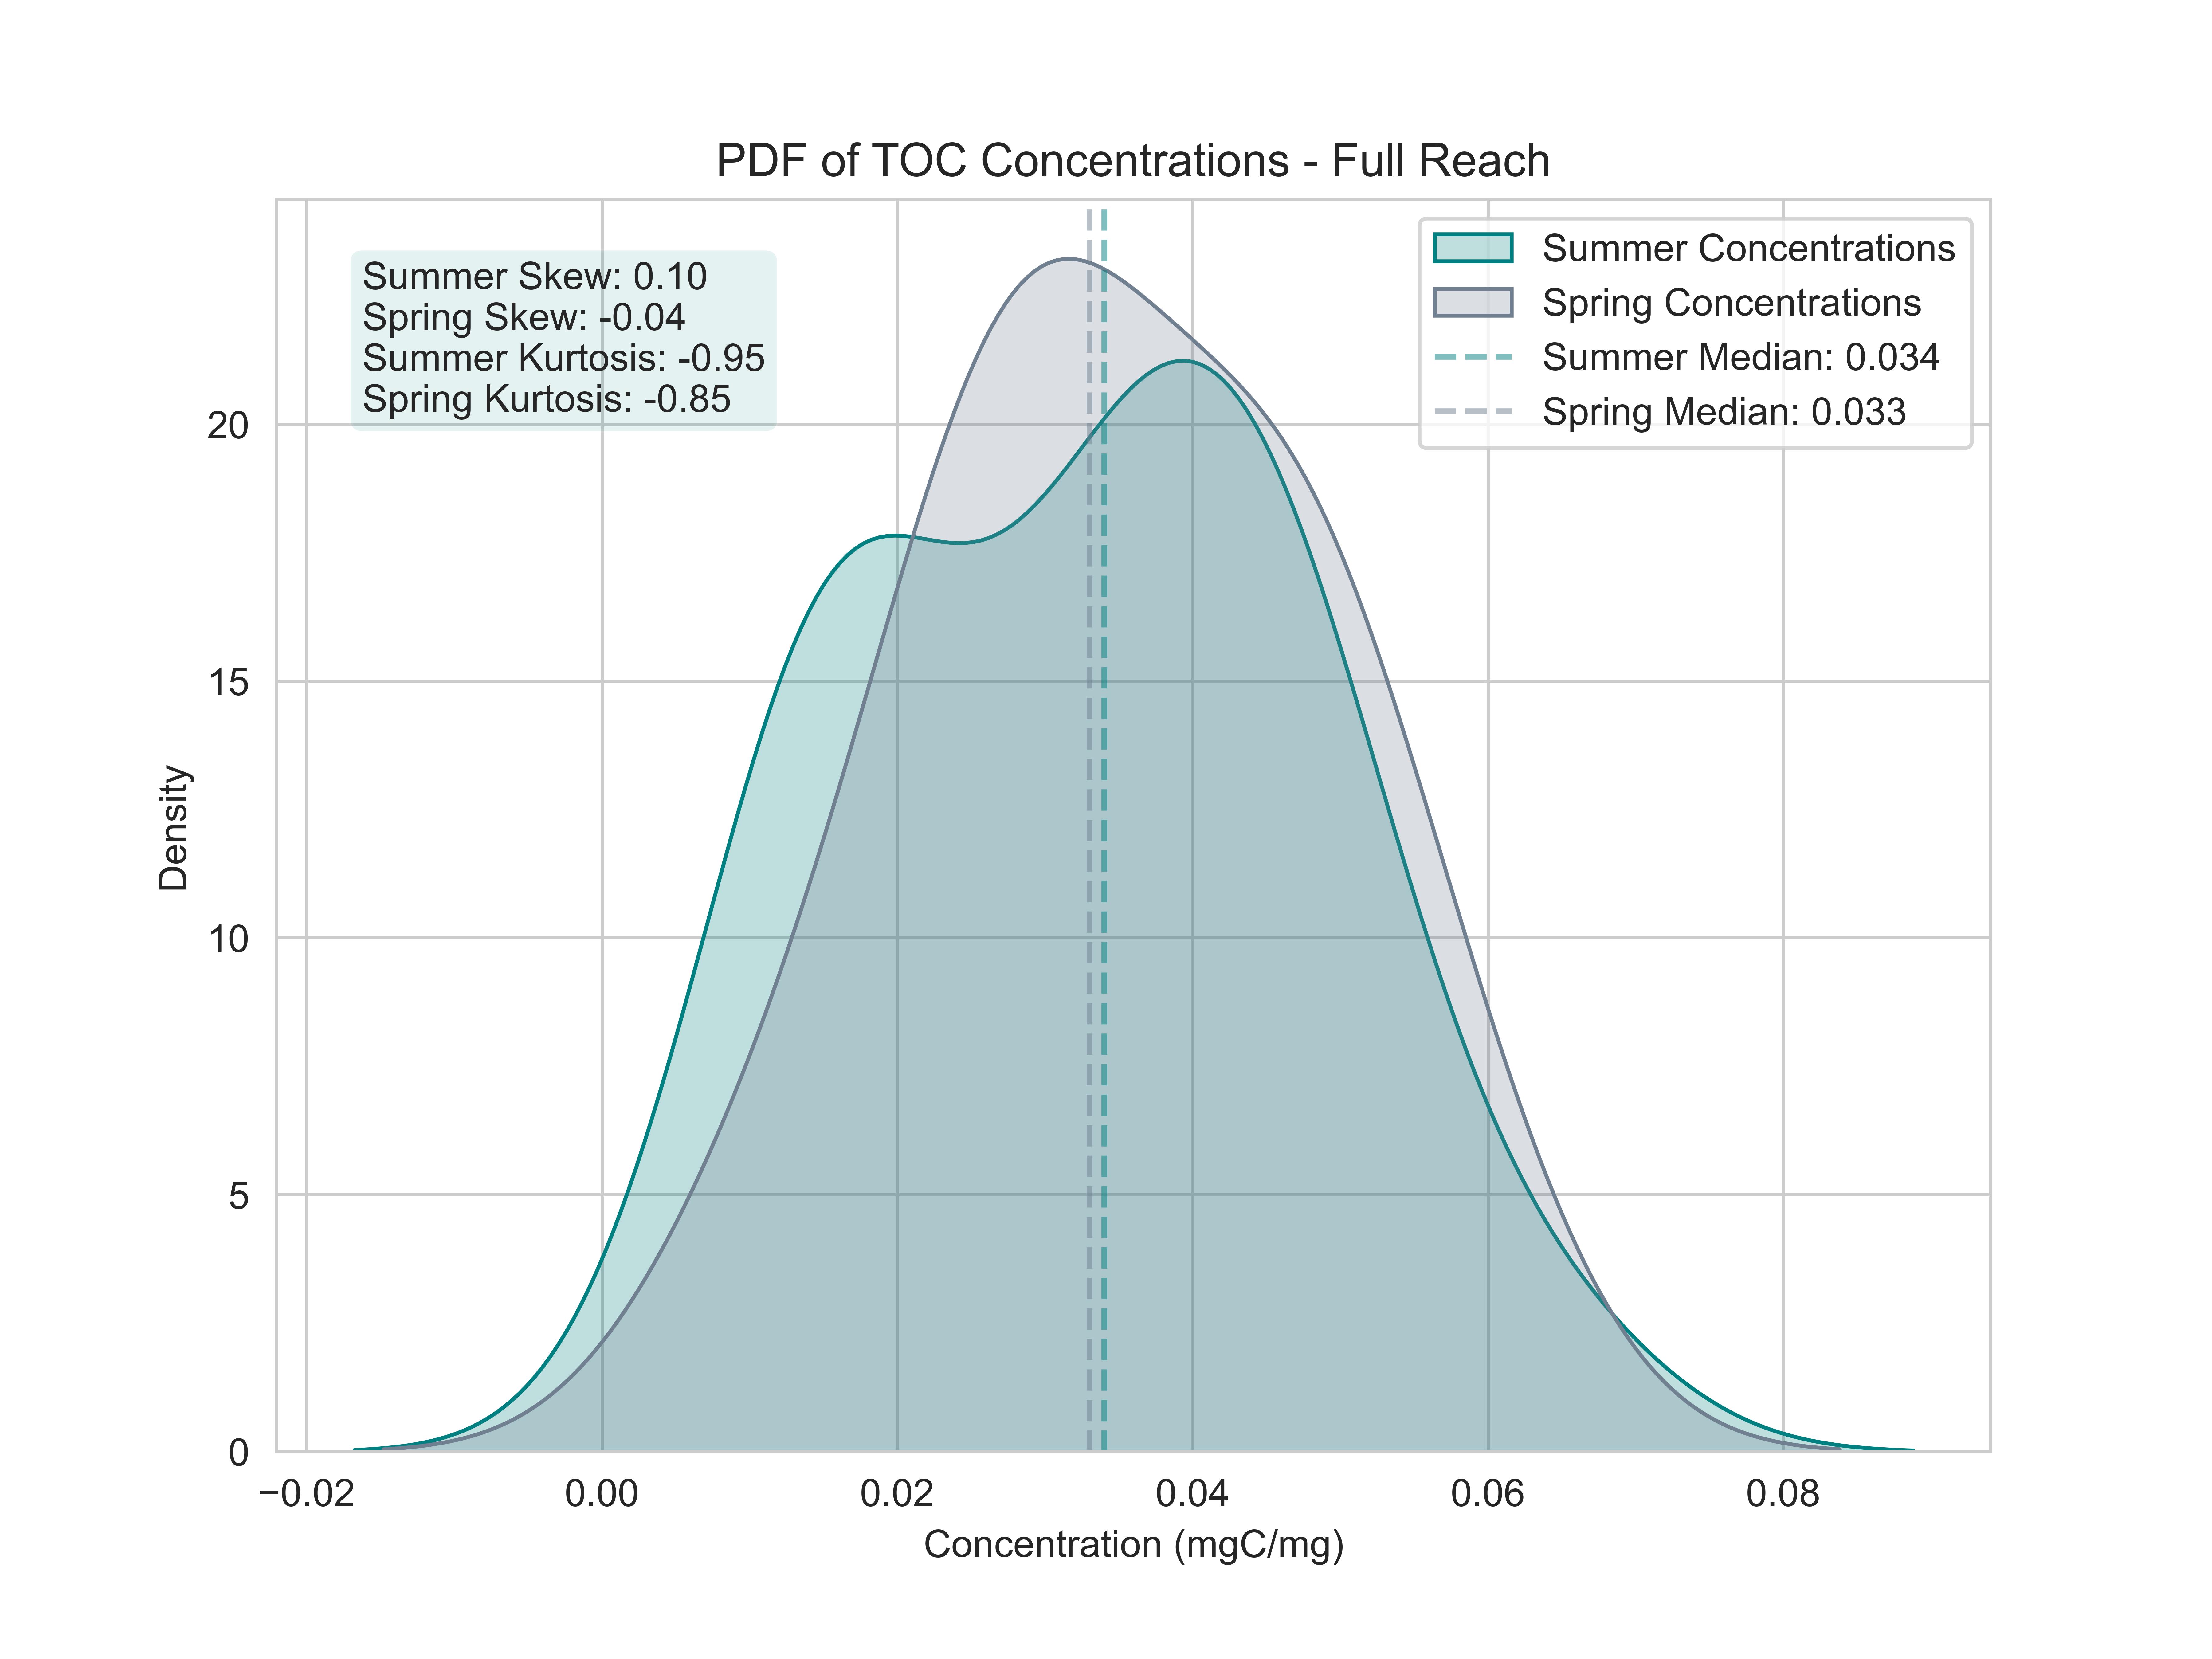 PDF of TOC Concentrations - Full Reach
Summer Skew: 0.10
Spring Skew: -0.04
Summer Kurtosis: -0.95
Spring Kurtosis: -0.85
Summer Concentrations
Spring Concentrations
Summer Median: 0.034
Spring Median: 0.033
Density
20
15
10
5
0
−0.02 0.00 0.02 0.04 0.06 0.08
Concentration (mgC/mg)